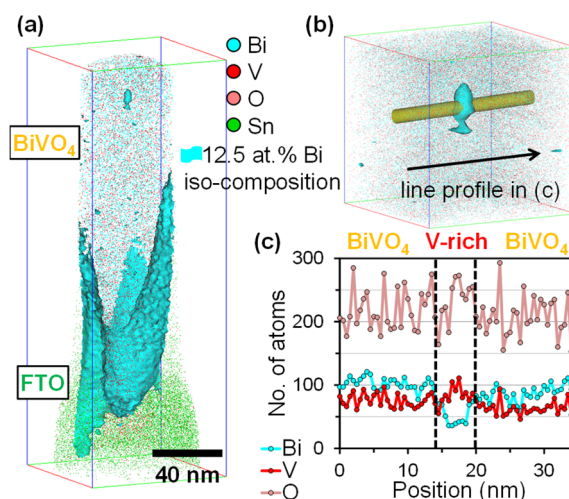 (a)
Bi
V
O
Sn
12.5 at.% Bi
iso-composition
BiVO₄
FTO
40 nm
(b)
line profile in (c)
(c)
BiVO₄ V-rich BiVO₄
300
200
100
0
No. of atoms
0 10 20 30
Position (nm)
Bi
V
O